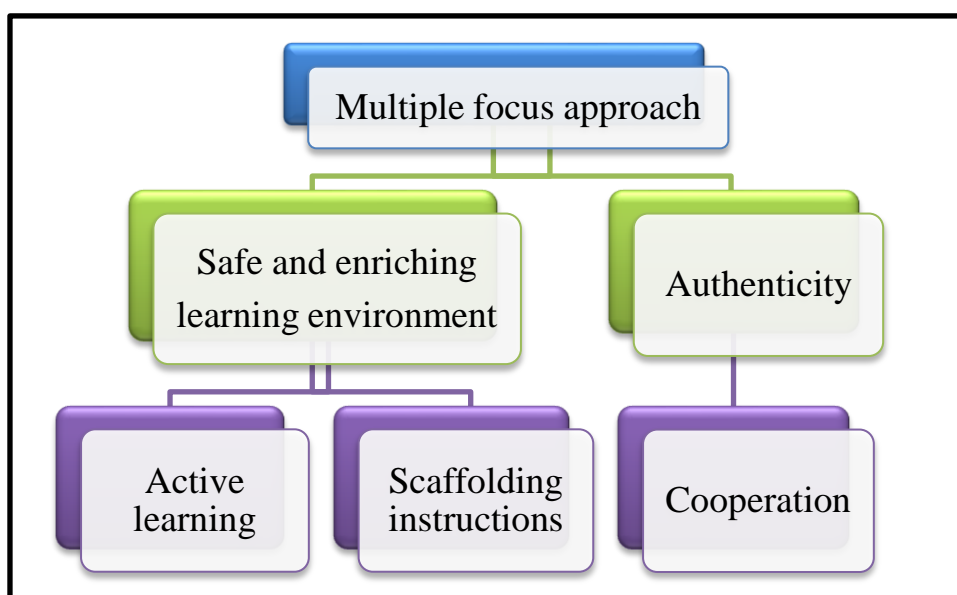 Multiple focus approach
Safe and enriching
learning environment
Authenticity
Active
learning
Scaffolding
instructions
Cooperation